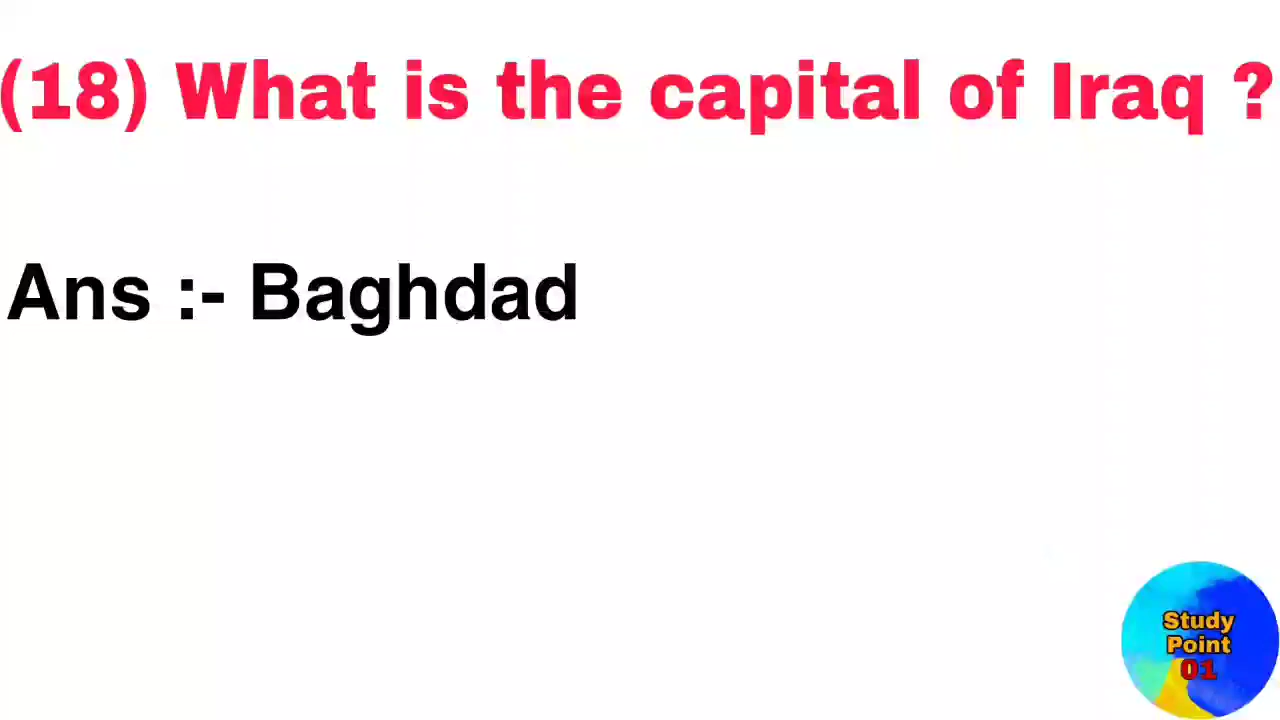 (18) What is the capital of Iraq ?
Ans :- Baghdad
Study
Point
01